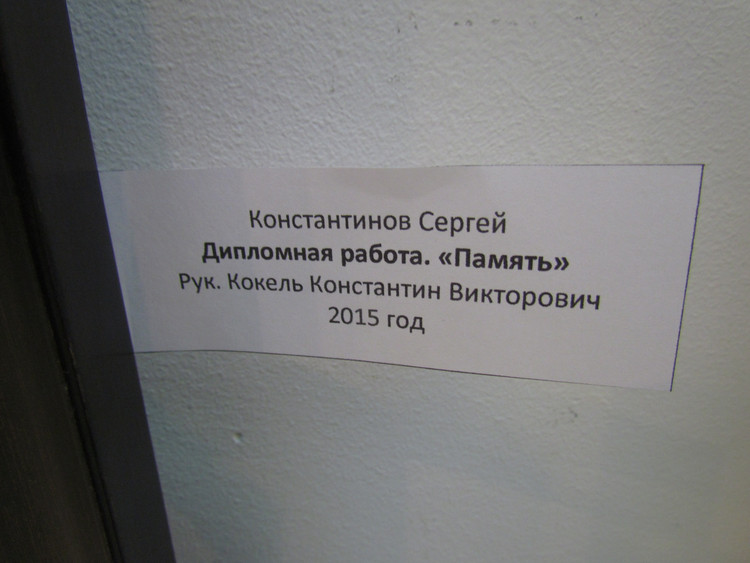 Константинов Сергей
Дипломная работа. «Память»
Рук. Кокель Константин Викторович
2015 год